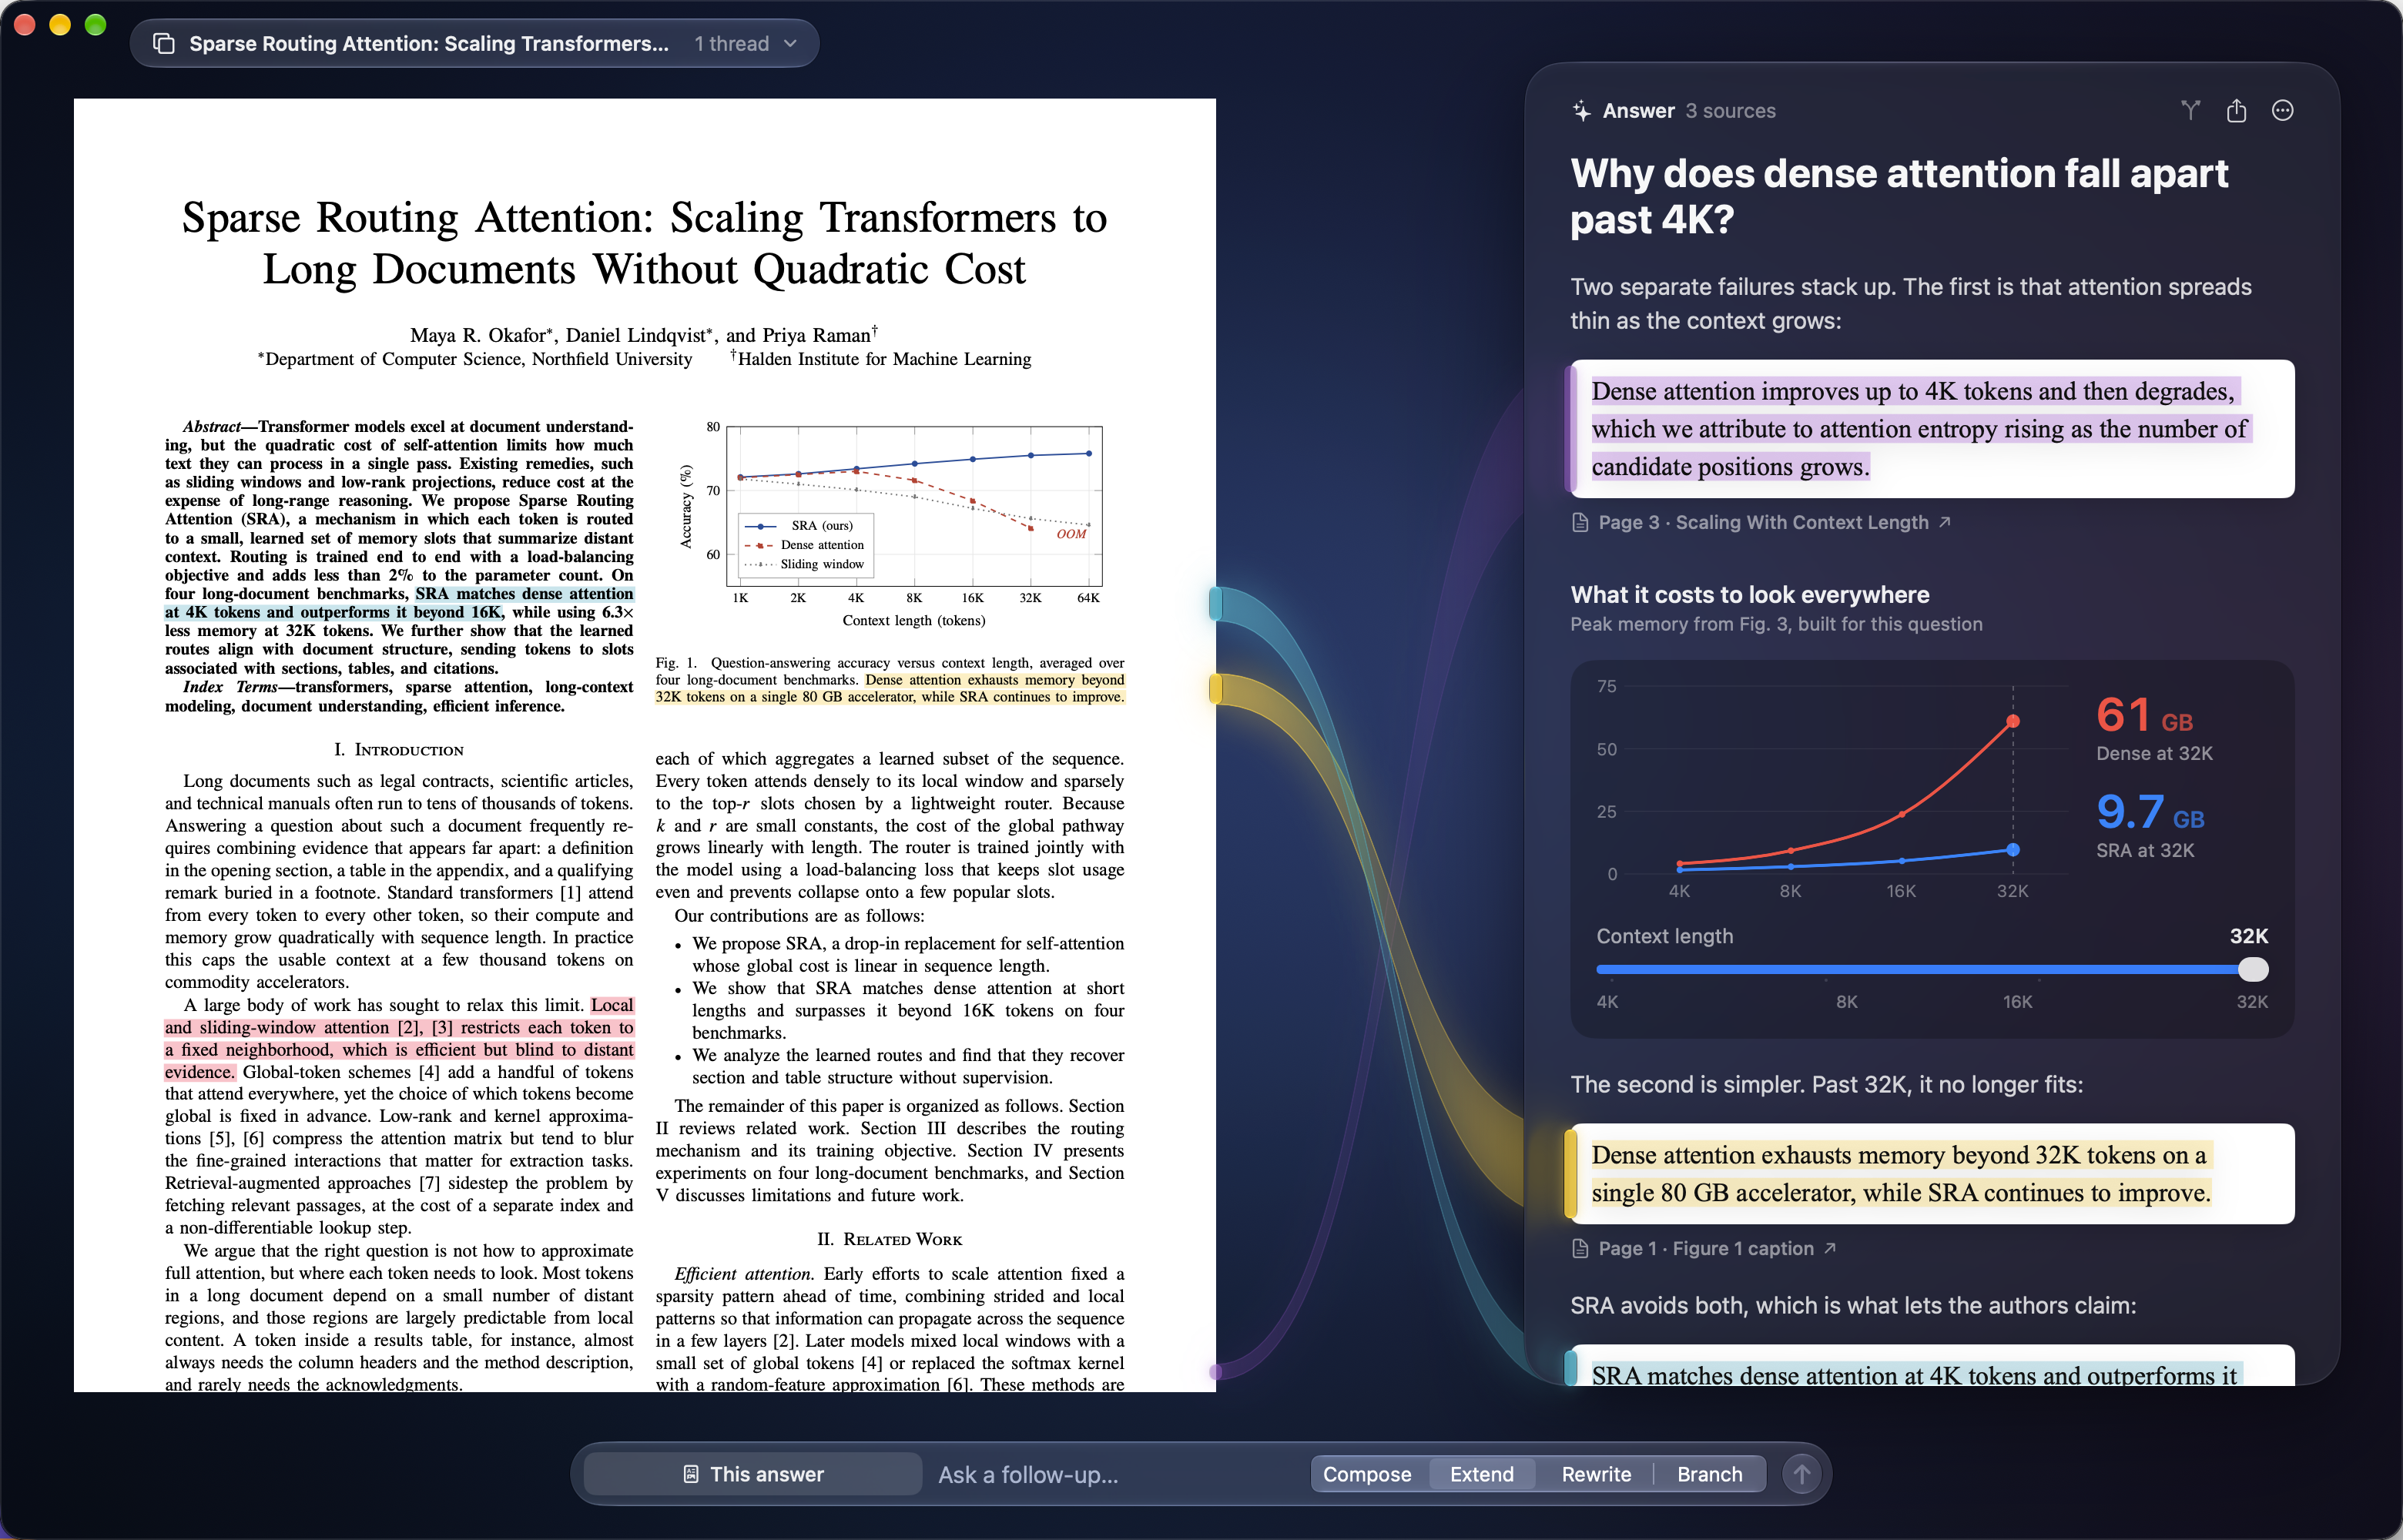 Sparse Routing Attention: Scaling Transformers... 1 thread
Sparse Routing Attention: Scaling Transformers to
Long Documents Without Quadratic Cost
Maya R. Okafor*, Daniel Lindqvist*, and Priya Raman†
*Department of Computer Science, Northfield University †Halden Institute for Machine Learning
Abstract—Transformer models excel at document understand-
ing, but the quadratic cost of self-attention limits how much
text they can process in a single pass. Existing remedies, such
as sliding windows and low-rank projections, reduce cost at the
expense of long-range reasoning. We propose Sparse Routing
Attention (SRA), a mechanism in which each token is routed
to a small, learned set of memory slots that summarize distant
context. Routing is trained end to end with a load-balancing
objective and adds less than 2% to the parameter count. On
four long-document benchmarks, SRA matches dense attention
at 4K tokens and outperforms it beyond 16K, while using 6.3×
less memory at 32K tokens. We further show that the learned
routes align with document structure, sending tokens to slots
associated with sections, tables, and citations.
Index Terms—transformers, sparse attention, long-context
modeling, document understanding, efficient inference.
I. Introduction
Long documents such as legal contracts, scientific articles,
and technical manuals often run to tens of thousands of tokens.
Answering a question about such a document frequently re-
quires combining evidence that appears far apart: a definition
in the opening section, a table in the appendix, and a qualifying
remark buried in a footnote. Standard transformers [1] attend
from every token to every other token, so their compute and
memory grow quadratically with sequence length. In practice
this caps the usable context at a few thousand tokens on
commodity accelerators.
A large body of work has sought to relax this limit. Local
and sliding-window attention [2], [3] restricts each token to
a fixed neighborhood, which is efficient but blind to distant
evidence. Global-token schemes [4] add a handful of tokens
that attend everywhere, yet the choice of which tokens become
global is fixed in advance. Low-rank and kernel approxima-
tions [5], [6] compress the attention matrix but tend to blur
the fine-grained interactions that matter for extraction tasks.
Retrieval-augmented approaches [7] sidestep the problem by
fetching relevant passages, at the cost of a separate index and
a non-differentiable lookup step.
We argue that the right question is not how to approximate
full attention, but where each token needs to look. Most tokens
in a long document depend on a small number of distant
regions, and those regions are largely predictable from local
content. A token inside a results table, for instance, almost
always needs the column headers and the method description,
and rarely needs the acknowledgments.
80
70
60
Accuracy (%)
SRA (ours)
Dense attention
Sliding window
OOM
1K 2K 4K 8K 16K 32K 64K
Context length (tokens)
Fig. 1. Question-answering accuracy versus context length, averaged over
four long-document benchmarks. Dense attention exhausts memory beyond
32K tokens on a single 80 GB accelerator, while SRA continues to improve.
each of which aggregates a learned subset of the sequence.
Every token attends densely to its local window and sparsely
to the top-r slots chosen by a lightweight router. Because
k and r are small constants, the cost of the global pathway
grows linearly with length. The router is trained jointly with
the model using a load-balancing loss that keeps slot usage
even and prevents collapse onto a few popular slots.
Our contributions are as follows:
• We propose SRA, a drop-in replacement for self-attention
whose global cost is linear in sequence length.
• We show that SRA matches dense attention at short
lengths and surpasses it beyond 16K tokens on four
benchmarks.
• We analyze the learned routes and find that they recover
section and table structure without supervision.
The remainder of this paper is organized as follows. Section
II reviews related work. Section III describes the routing
mechanism and its training objective. Section IV presents
experiments on four long-document benchmarks, and Section
V discusses limitations and future work.
II. Related Work
Efficient attention. Early efforts to scale attention fixed a
sparsity pattern ahead of time, combining strided and local
patterns so that information can propagate across the sequence
in a few layers [2]. Later models mixed local windows with a
small set of global tokens [4] or replaced the softmax kernel
with a random-feature approximation [6]. These methods are
Answer 3 sources
Why does dense attention fall apart
past 4K?
Two separate failures stack up. The first is that attention spreads
thin as the context grows:
Dense attention improves up to 4K tokens and then degrades,
which we attribute to attention entropy rising as the number of
candidate positions grows.
Page 3 · Scaling With Context Length ↗
What it costs to look everywhere
Peak memory from Fig. 3, built for this question
75
50
25
0
4K 8K 16K 32K
61 GB
Dense at 32K
9.7 GB
SRA at 32K
Context length 32K
4K 8K 16K 32K
The second is simpler. Past 32K, it no longer fits:
Dense attention exhausts memory beyond 32K tokens on a
single 80 GB accelerator, while SRA continues to improve.
Page 1 · Figure 1 caption ↗
SRA avoids both, which is what lets the authors claim:
SRA matches dense attention at 4K tokens and outperforms it
This answer Ask a follow-up... Compose Extend Rewrite Branch